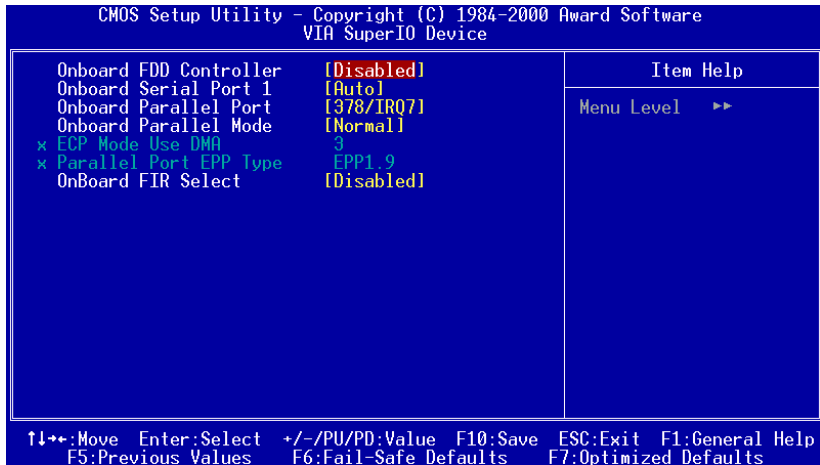 CMOS Setup Utility - Copyright (C) 1984-2000 Award Software
VIA SuperIO Device
Onboard FDD Controller [Disabled]
Onboard Serial Port 1 [Auto]
Onboard Parallel Port [378/IRQ7]
Onboard Parallel Mode [Normal]
x ECP Mode Use DMA 3
x Parallel Port EPP Type EPP1.9
OnBoard FIR Select [Disabled]
Item Help
Menu Level ▸▸
↑↓→←:Move Enter:Select +/-/PU/PD:Value F10:Save ESC:Exit F1:General Help
F5:Previous Values F6:Fail-Safe Defaults F7:Optimized Defaults